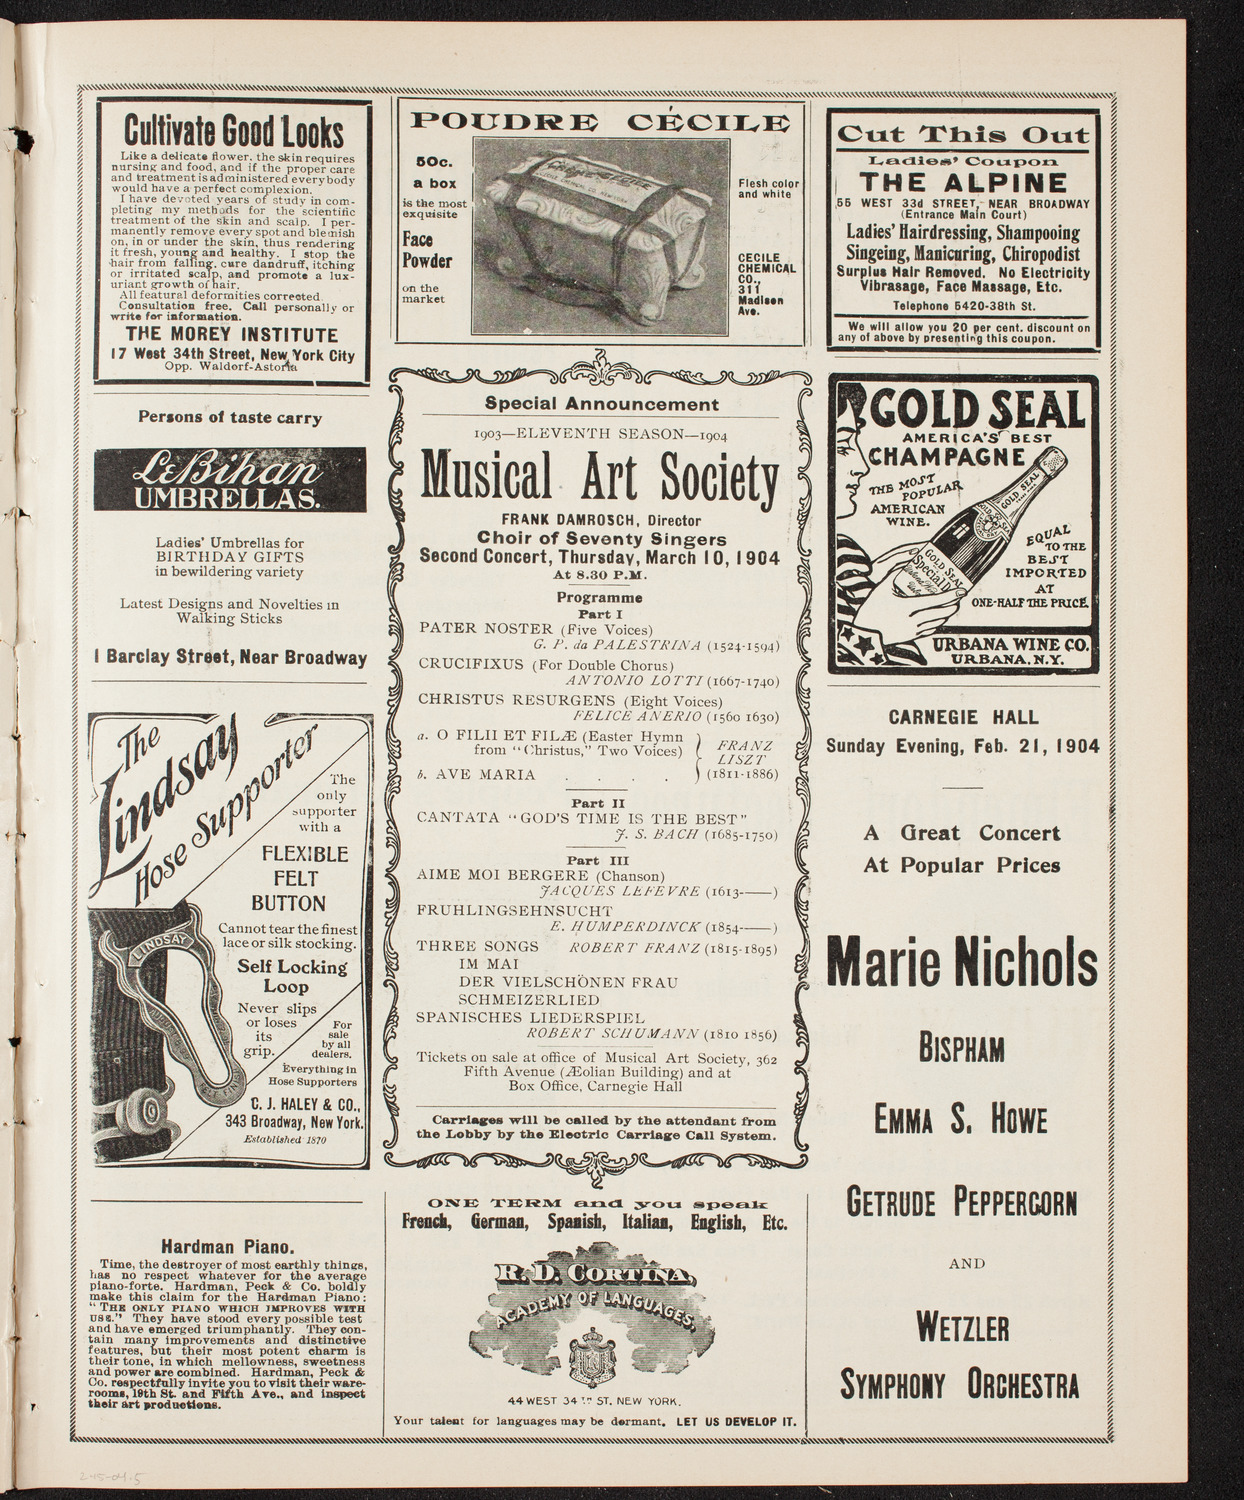 Cultivate Good Looks
Like a delicate flower, the skin requires
nursing and food, and if the proper care
and treatment is administered everybody
would have a perfect complexion.
I have devoted years of study in com-
pleting my methods for the scientific
treatment of the skin and scalp. I per-
manently remove every spot and blemish
on, in or under the skin, thus rendering
it fresh, young and healthy. I stop the
hair from falling, cure dandruff, itching
or irritated scalp, and promote a lux-
uriant growth of hair.
All featural deformities corrected.
Consultation free. Call personally or
write for information.
THE MOREY INSTITUTE
17 West 34th Street, New York City
Opp. Waldorf-Astoria
Persons of taste carry
LeBihan
UMBRELLAS.
Ladies' Umbrellas for
BIRTHDAY GIFTS
in bewildering variety
Latest Designs and Novelties in
Walking Sticks
1 Barclay Street, Near Broadway
The
Lindsay
Hose Supporter
The
only
supporter
with a
FLEXIBLE
FELT
BUTTON
Cannot tear the finest
lace or silk stocking.
Self Locking
Loop
Never slips
or loses
its
grip.
For
sale
by all
dealers.
Everything in
Hose Supporters
C. J. HALEY & CO.,
343 Broadway, New York.
Established 1870
LINDSAY
Hardman Piano.
Time, the destroyer of most earthly things,
has no respect whatever for the average
piano-forte. Hardman, Peck & Co. boldly
make this claim for the Hardman Piano:
"THE ONLY PIANO WHICH IMPROVES WITH
USE." They have stood every possible test
and have emerged triumphantly. They con-
tain many improvements and distinctive
features, but their most potent charm is
their tone, in which mellowness, sweetness
and power are combined. Hardman, Peck &
Co. respectfully invite you to visit their ware-
rooms, 19th St. and Fifth Ave., and inspect
their art productions.
POUDRE CÉCILE
50c.
a box
is the most
exquisite
Face
Powder
on the
market
Flesh color
and white
CECILE
CHEMICAL
CO.,
311
Madison
Ave.
Special Announcement
1903—ELEVENTH SEASON—1904
Musical Art Society
FRANK DAMROSCH, Director
Choir of Seventy Singers
Second Concert, Thursday, March 10, 1904
At 8.30 P.M.
Programme
Part I
PATER NOSTER (Five Voices)
G. P. da PALESTRINA (1524-1594)
CRUCIFIXUS (For Double Chorus)
ANTONIO LOTTI (1667-1740)
CHRISTUS RESURGENS (Eight Voices)
FELICE ANERIO (1560 1630)
a. O FILII ET FILÆ (Easter Hymn
from "Christus," Two Voices)
b. AVE MARIA . . . .
FRANZ
LISZT
(1811-1886)
Part II
CANTATA "GOD'S TIME IS THE BEST"
J. S. BACH (1685-1750)
Part III
AIME MOI BERGERE (Chanson)
JACQUES LEFEVRE (1613-——)
FRUHLINGSEHNSUCHT
E. HUMPERDINCK (1854-——)
THREE SONGS ROBERT FRANZ (1815-1895)
IM MAI
DER VIELSCHÖNEN FRAU
SCHMEIZERLIED
SPANISCHES LIEDERSPIEL
ROBERT SCHUMANN (1810 1856)
Tickets on sale at office of Musical Art Society, 362
Fifth Avenue (Æolian Building) and at
Box Office, Carnegie Hall
Carriages will be called by the attendant from
the Lobby by the Electric Carriage Call System.
ONE TERM and you speak
French, German, Spanish, Italian, English, Etc.
R. D. CORTINA,
ACADEMY OF LANGUAGES,
44 WEST 34TH ST. NEW YORK.
Your talent for languages may be dormant. LET US DEVELOP IT.
Cut This Out
Ladies' Coupon
THE ALPINE
55 WEST 33d STREET, NEAR BROADWAY
(Entrance Main Court)
Ladies' Hairdressing, Shampooing
Singeing, Manicuring, Chiropodist
Surplus Hair Removed. No Electricity
Vibrasage, Face Massage, Etc.
Telephone 5420-38th St.
We will allow you 20 per cent. discount on
any of above by presenting this coupon.
GOLD SEAL
AMERICA'S BEST
CHAMPAGNE
THE MOST
POPULAR
AMERICAN
WINE.
GOLD SEAL
GOLD SEAL
Special Dry
EQUAL
TO THE
BEST
IMPORTED
AT
ONE-HALF THE PRICE.
URBANA WINE CO.
URBANA, N.Y.
CARNEGIE HALL
Sunday Evening, Feb. 21, 1904
A Great Concert
At Popular Prices
Marie Nichols
BISPHAM
EMMA S. HOWE
GETRUDE PEPPERCORN
AND
WETZLER
SYMPHONY ORCHESTRA
2-15-04-5